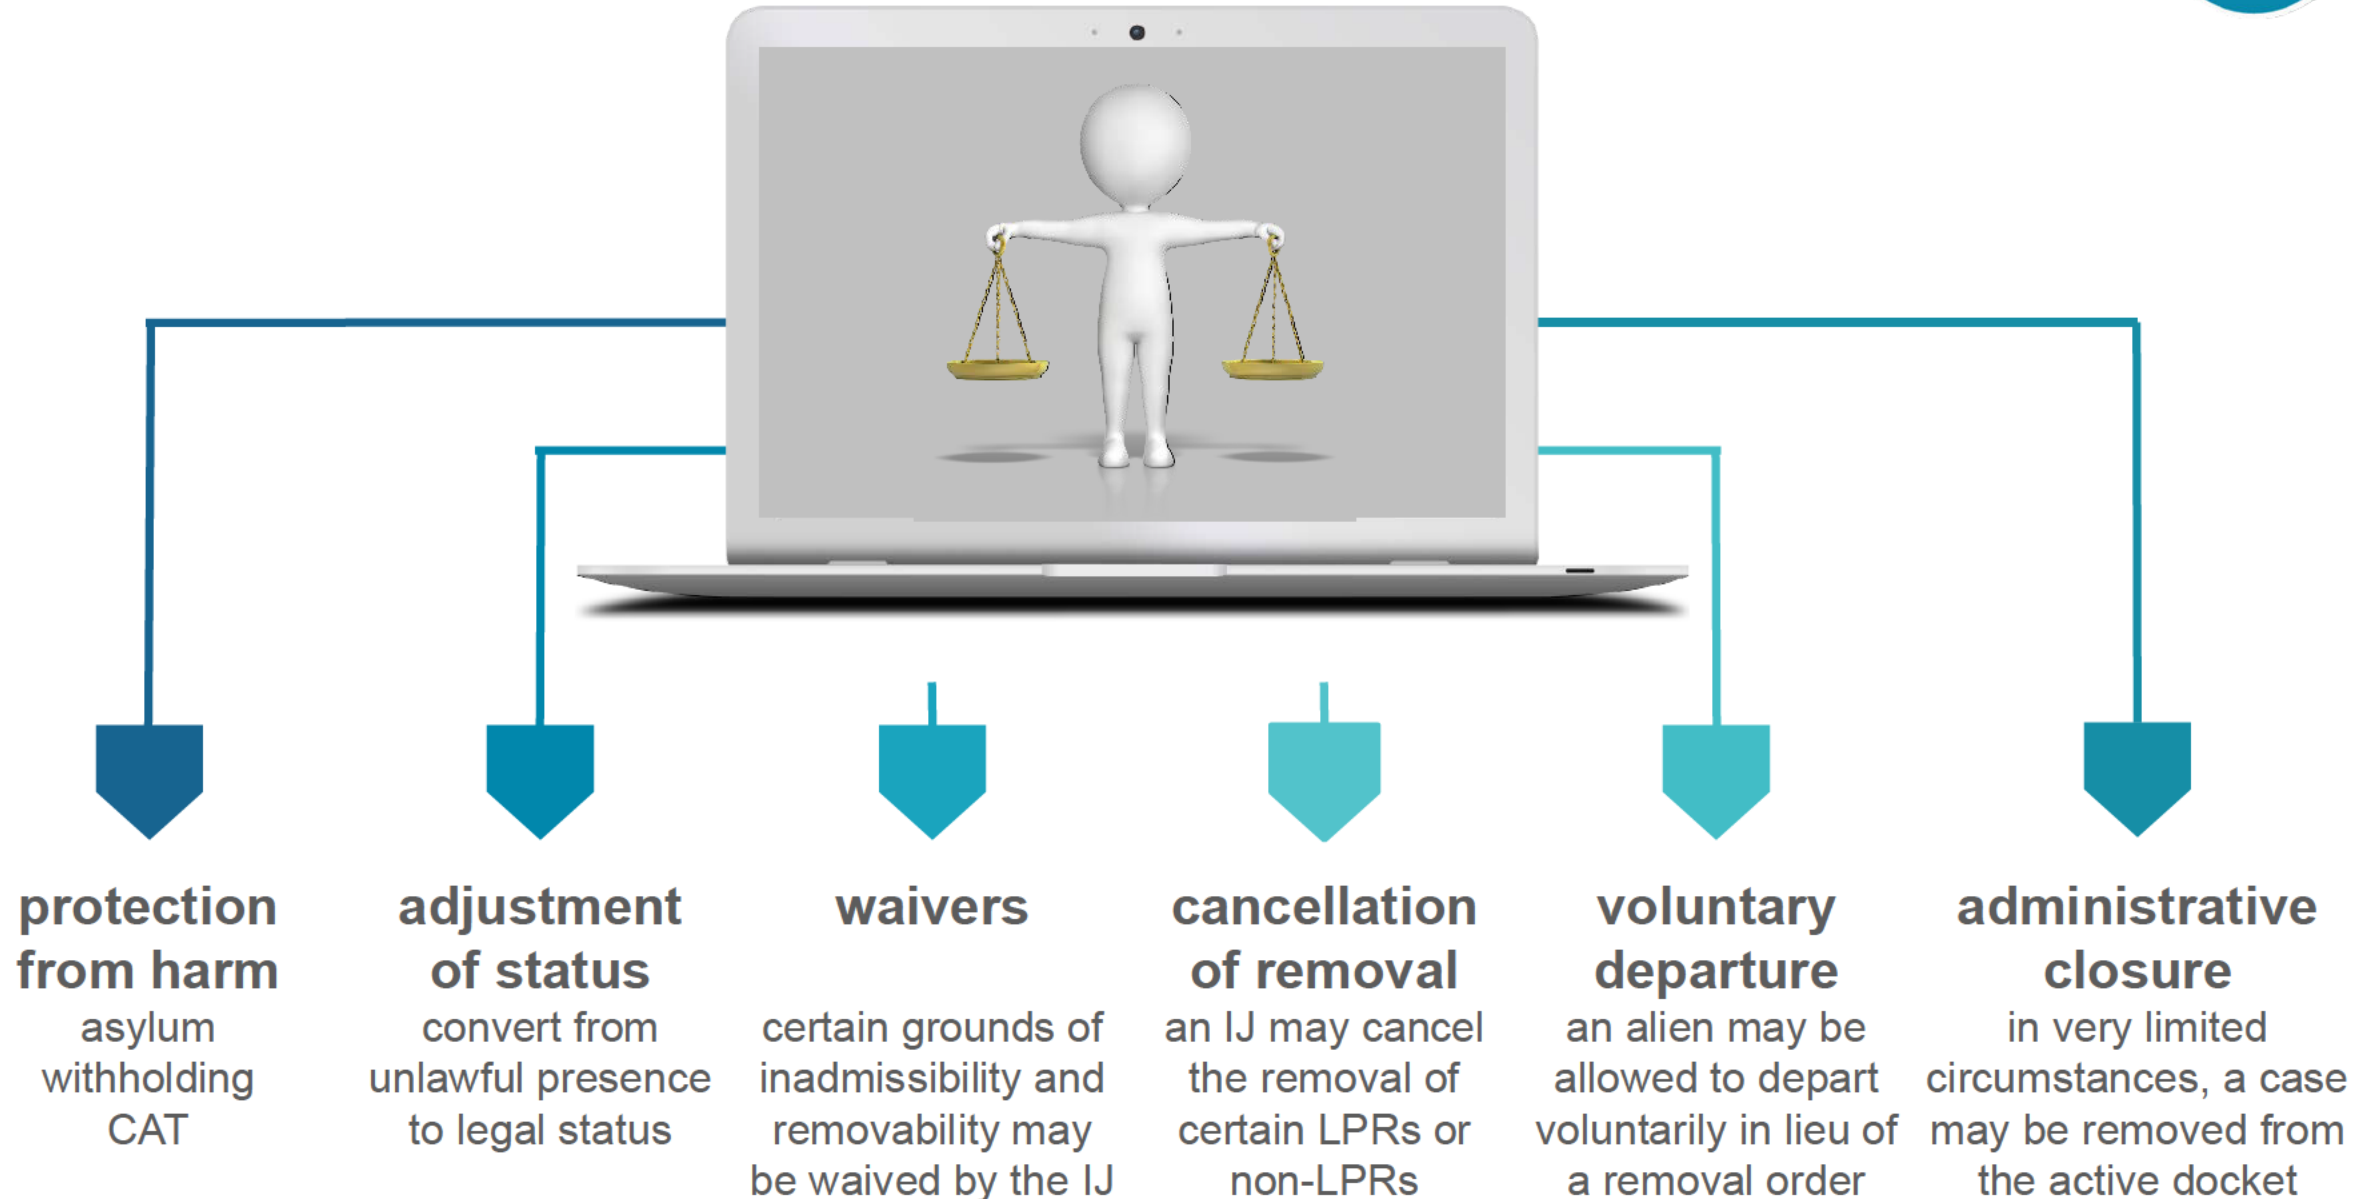 protection
from harm
asylum
withholding
CAT
adjustment
of status
convert from
unlawful presence
to legal status
waivers
certain grounds of
inadmissibility and
removability may
be waived by the IJ
cancellation
of removal
an IJ may cancel
the removal of
certain LPRs or
non-LPRs
voluntary
departure
an alien may be
allowed to depart
voluntarily in lieu of
a removal order
administrative
closure
in very limited
circumstances, a case
may be removed from
the active docket